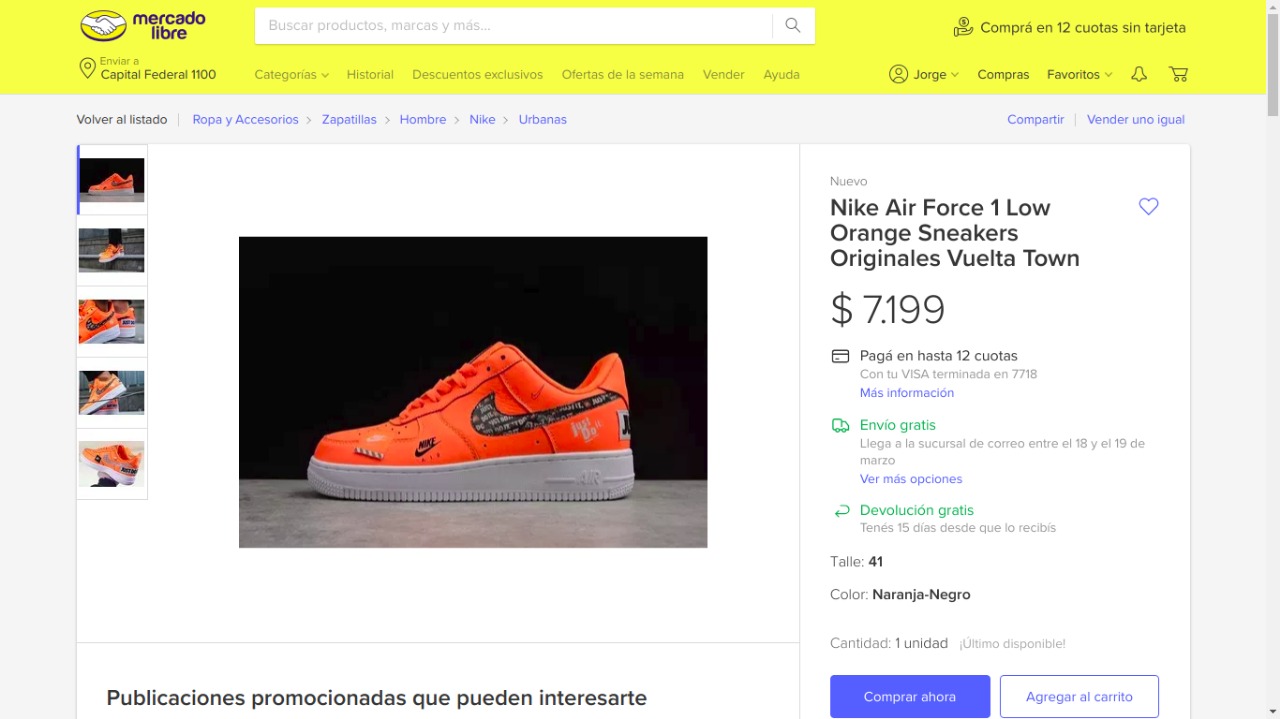 mercado
libre
Buscar productos, marcas y más...
Comprá en 12 cuotas sin tarjeta
Enviar a
Capital Federal 1100
Categorías
Historial
Descuentos exclusivos
Ofertas de la semana
Vender
Ayuda
Jorge
Compras
Favoritos
Volver al listado
Ropa y Accesorios
Zapatillas
Hombre
Nike
Urbanas
Compartir
Vender uno igual
NIKE
AIR
Nuevo
Nike Air Force 1 Low
Orange Sneakers
Originales Vuelta Town
$ 7.199
Pagá en hasta 12 cuotas
Con tu VISA terminada en 7718
Más información
Envío gratis
Llega a la sucursal de correo entre el 18 y el 19 de
marzo
Ver más opciones
Devolución gratis
Tenés 15 días desde que lo recibís
Talle: 41
Color: Naranja-Negro
Cantidad: 1 unidad ¡Último disponible!
Comprar ahora
Agregar al carrito
Publicaciones promocionadas que pueden interesarte